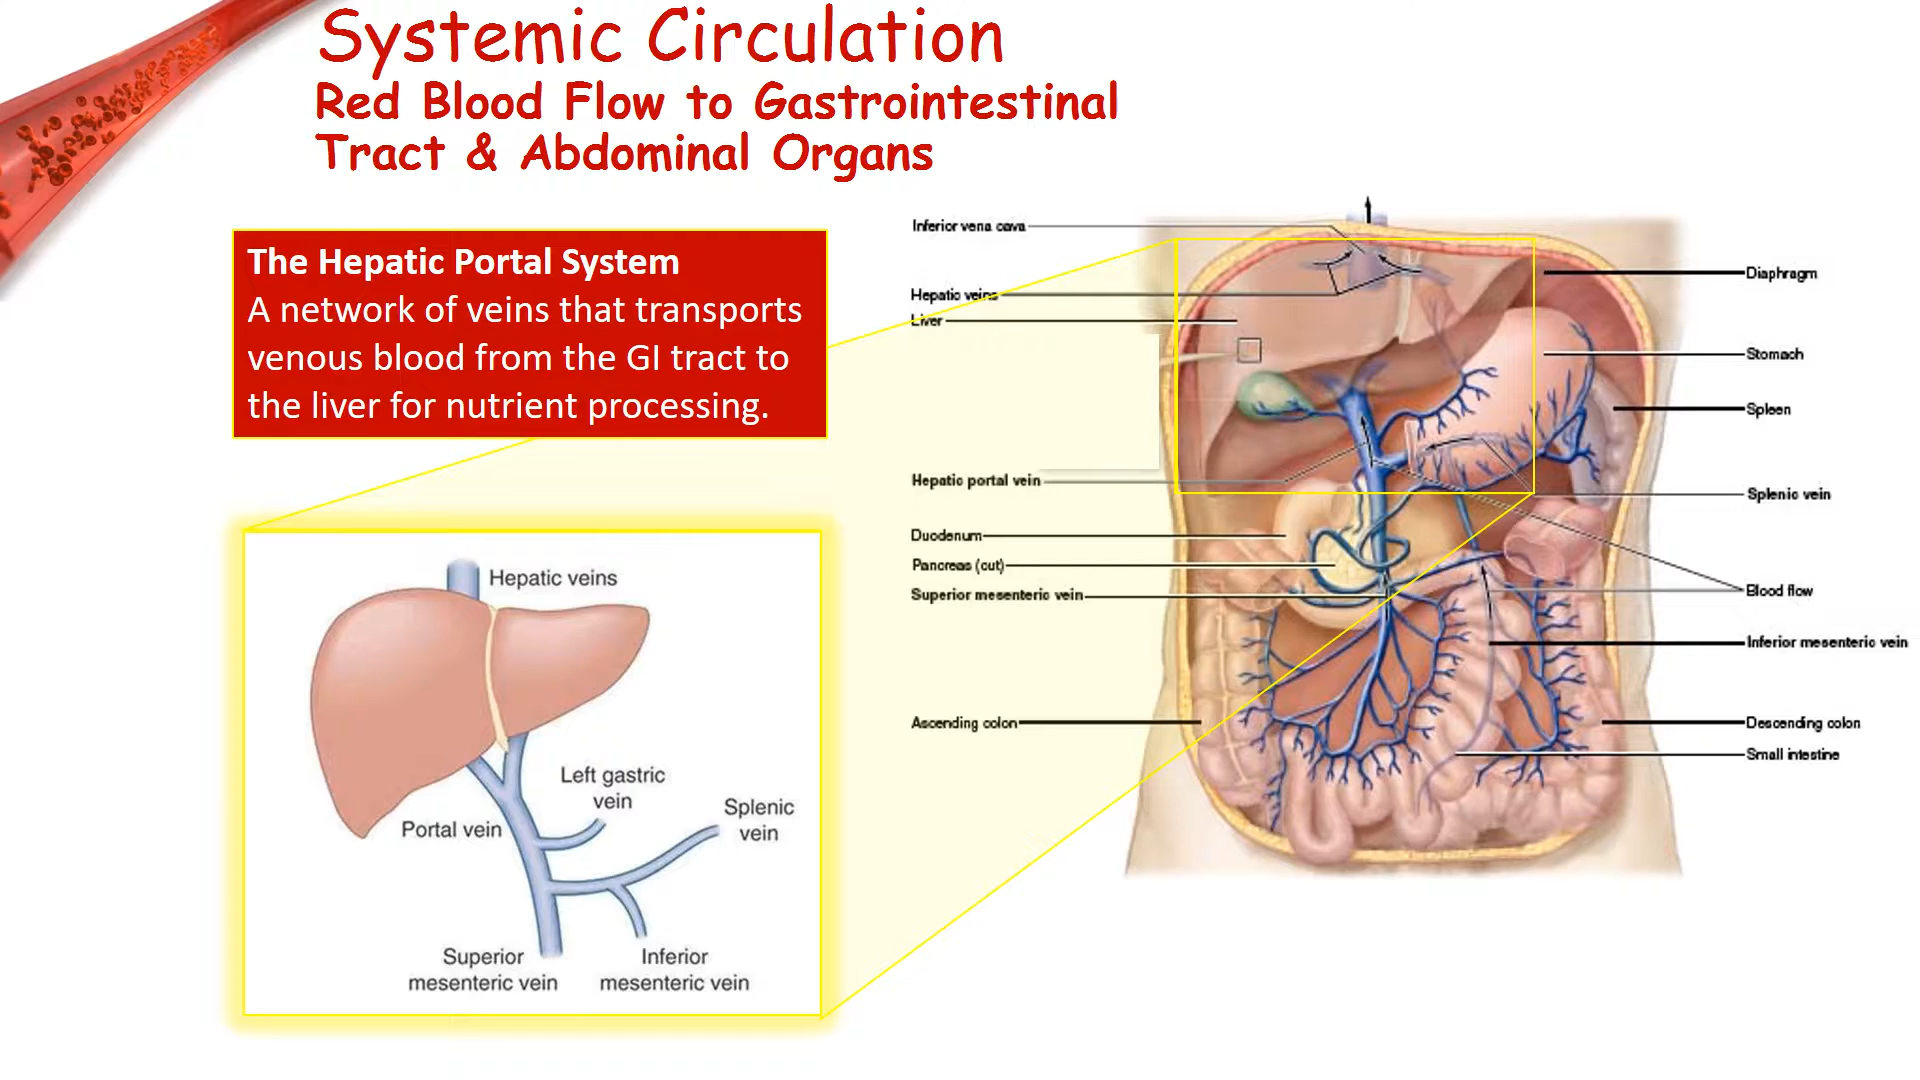 Systemic Circulation
Red Blood Flow to Gastrointestinal
Tract & Abdominal Organs
The Hepatic Portal System
A network of veins that transports
venous blood from the GI tract to
the liver for nutrient processing.
Hepatic veins
Left gastric
vein
Splenic
vein
Portal vein
Superior
mesenteric vein
Inferior
mesenteric vein
Inferior vena cava
Hepatic veins
Liver
Hepatic portal vein
Duodenum
Pancreas (cut)
Superior mesenteric vein
Ascending colon
Diaphragm
Stomach
Spleen
Splenic vein
Blood flow
Inferior mesenteric vein
Descending colon
Small intestine